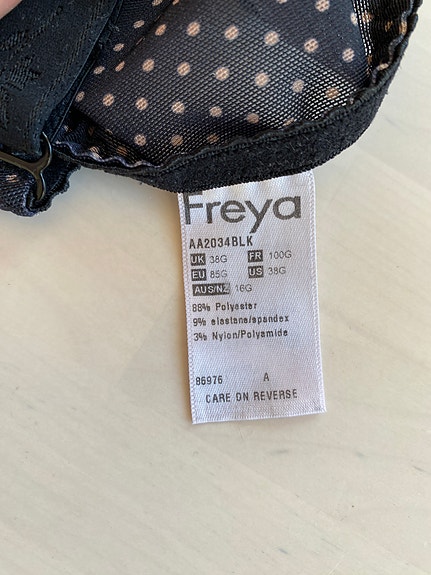 Freya
AA2034BLK
UK 38G FR 100G
EU 85G US 38G
AUS/NZ 16G
88% Polyester
9% elastane/spandex
3% Nylon/Polyamide
86976 A
CARE ON REVERSE